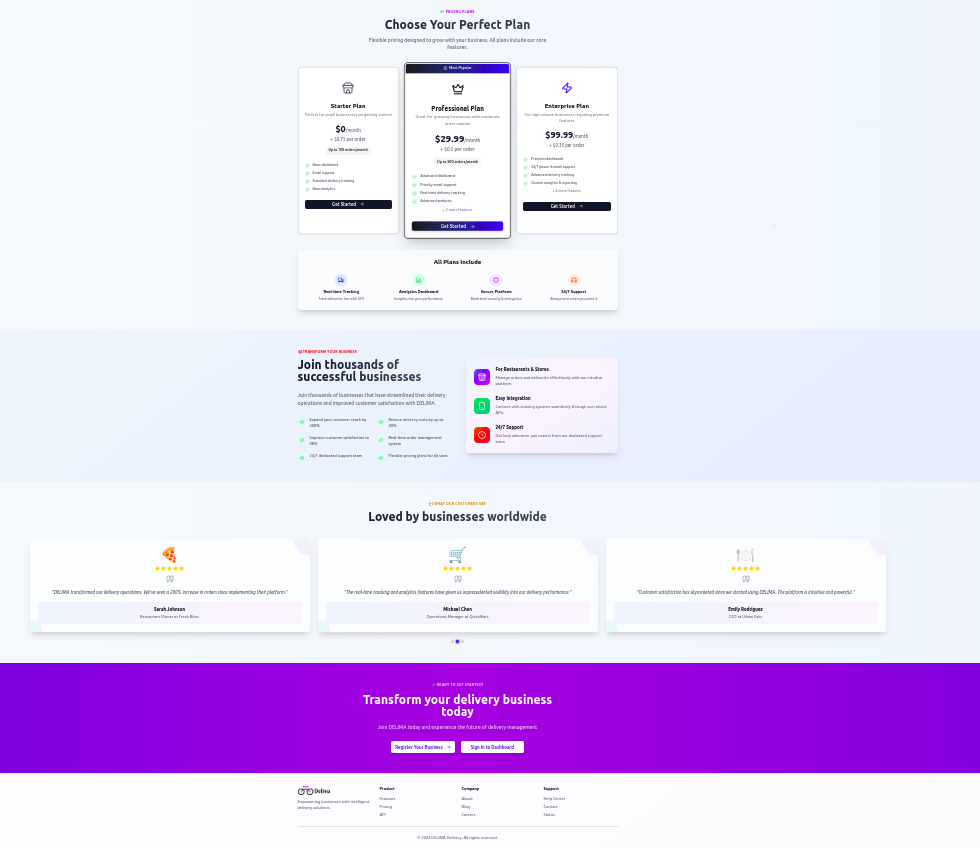 PRICING PLANS
Choose Your Perfect Plan
Flexible pricing designed to grow with your business. All plans include our core
features.
Starter Plan
Perfect for small businesses just getting started
$0/month
+ $0.75 per order
Up to 100 orders/month
Basic dashboard
Email support
Standard delivery tracking
Basic analytics
Get Started →
Most Popular
Professional Plan
Great for growing businesses with moderate
order volume
$29.99/month
+ $0.5 per order
Up to 500 orders/month
Advanced dashboard
Priority email support
Real-time delivery tracking
Advanced analytics
+ 2 more features
Get Started →
Enterprise Plan
For high volume businesses requiring premium
features
$99.99/month
+ $0.35 per order
Premium dashboard
24/7 phone & email support
Advanced delivery tracking
Custom analytics & reporting
+ 3 more features
Get Started →
All Plans Include
Real-time Tracking
Track deliveries live with GPS
Analytics Dashboard
Insights into your performance
Secure Platform
Bank-level security & encryption
24/7 Support
Always here when you need it
TRANSFORM YOUR BUSINESS
Join thousands of
successful businesses
Join thousands of businesses that have streamlined their delivery
operations and improved customer satisfaction with DELIMA.
Expand your customer reach by
300%
Reduce delivery costs by up to
40%
Improve customer satisfaction to
98%
Real-time order management
system
24/7 dedicated support team
Flexible pricing plans for all sizes
For Restaurants & Stores
Manage orders and deliveries effortlessly with our intuitive
platform
Easy Integration
Connect with existing systems seamlessly through our robust
APIs
24/7 Support
Get help whenever you need it from our dedicated support
team
WHAT OUR CUSTOMERS SAY
Loved by businesses worldwide
"DELIMA transformed our delivery operations. We've seen a 200% increase in orders since implementing their platform."
Sarah Johnson
Restaurant Owner at Fresh Bites
"The real-time tracking and analytics features have given us unprecedented visibility into our delivery performance."
Michael Chen
Operations Manager at QuickMart
"Customer satisfaction has skyrocketed since we started using DELIMA. The platform is intuitive and powerful."
Emily Rodriguez
CEO at Urban Eats
READY TO GET STARTED?
Transform your delivery business
today
Join DELIMA today and experience the future of delivery management
Register Your Business →
Sign In to Dashboard
Delima
Empowering businesses with intelligent
delivery solutions.
Product
Features
Pricing
API
Company
About
Blog
Careers
Support
Help Center
Contact
Status
© 2024 DELIMA Delivery. All rights reserved.